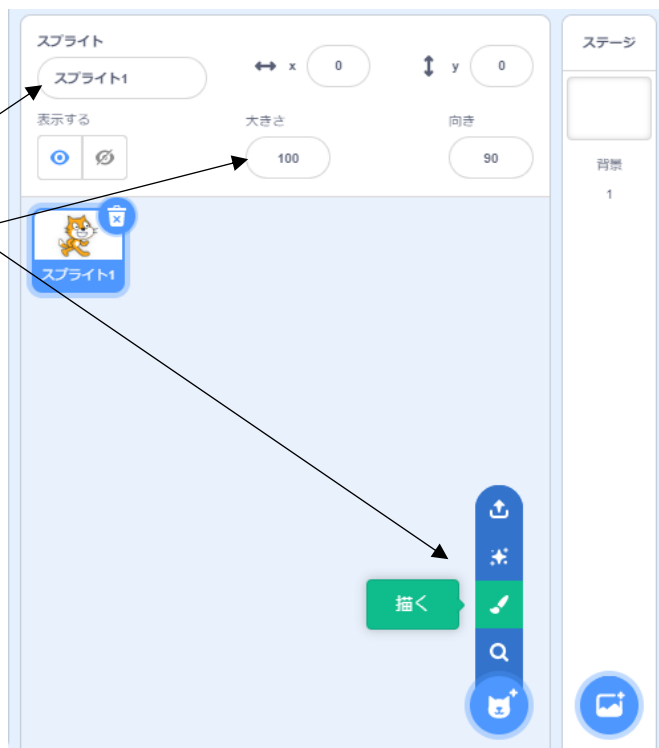 スプライト
スプライト1
x 0
y 0
表示する
大きさ
100
向き
90
スプライト1
描く
ステージ
背景
1